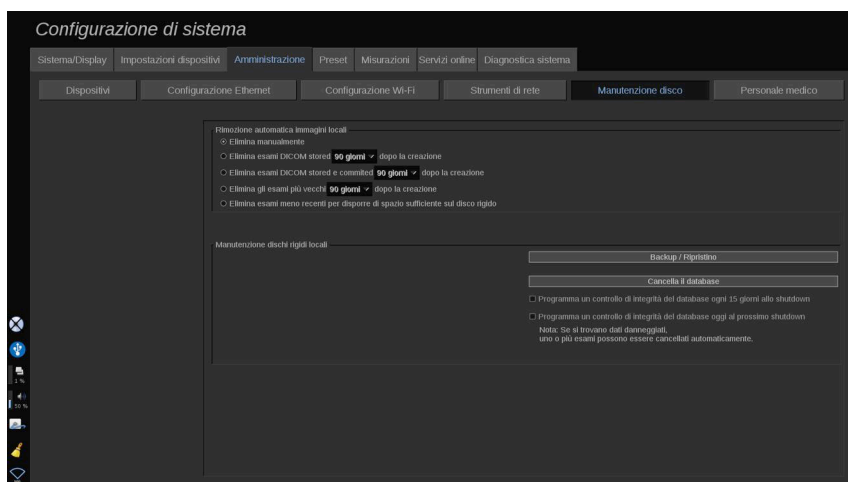 Configurazione di sistema
Sistema/Display Impostazioni dispositivi Amministrazione Preset Misurazioni Servizi online Diagnostica sistema
Dispositivi Configurazione Ethernet Configurazione Wi-Fi Strumenti di rete Manutenzione disco Personale medico
Rimozione automatica immagini locali
Elimina manualmente
Elimina esami DICOM stored 90 giorni dopo la creazione
Elimina esami DICOM stored e commited 90 giorni dopo la creazione
Elimina gli esami più vecchi 90 giorni dopo la creazione
Elimina esami meno recenti per disporre di spazio sufficiente sul disco rigido
Manutenzione dischi rigidi locali
Backup / Ripristino
Cancella il database
Programma un controllo di integrità del database ogni 15 giorni allo shutdown
Programma un controllo di integrità del database oggi al prossimo shutdown
Nota: Se si trovano dati danneggiati,
uno o più esami possono essere cancellati automaticamente.
1 %
50 %